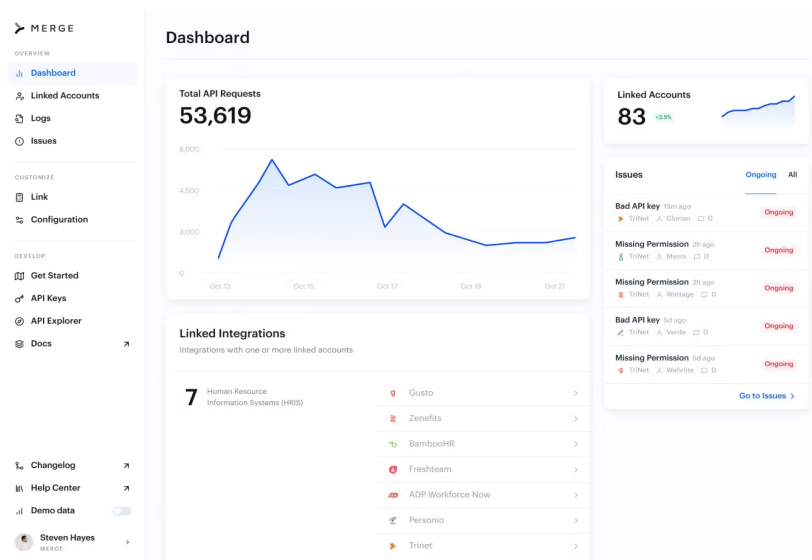 MERGE
OVERVIEW
Dashboard
Linked Accounts
Logs
Issues
CUSTOMIZE
Link
Configuration
DEVELOP
Get Started
API Keys
API Explorer
Docs
Changelog
Help Center
Demo data
Steven Hayes
MERGE
Dashboard
Total API Requests
53,619
6,000
4,500
3,000
0
Oct 13 Oct 15 Oct 17 Oct 19 Oct 21
Linked Integrations
Integrations with one or more linked accounts
7
Human Resource
Information Systems (HRIS)
Gusto
Zenefits
BambooHR
Freshteam
ADP Workforce Now
Personio
Trinet
Linked Accounts
83 +3.5%
Issues Ongoing All
Bad API key 15m ago
TriNet Clorian 0
Ongoing
Missing Permission 2h ago
TriNet Myers 0
Ongoing
Missing Permission 2h ago
TriNet Wattage 0
Ongoing
Bad API key 5d ago
TriNet Verde 0
Ongoing
Missing Permission 5d ago
TriNet Wehrlite 0
Ongoing
Go to Issues